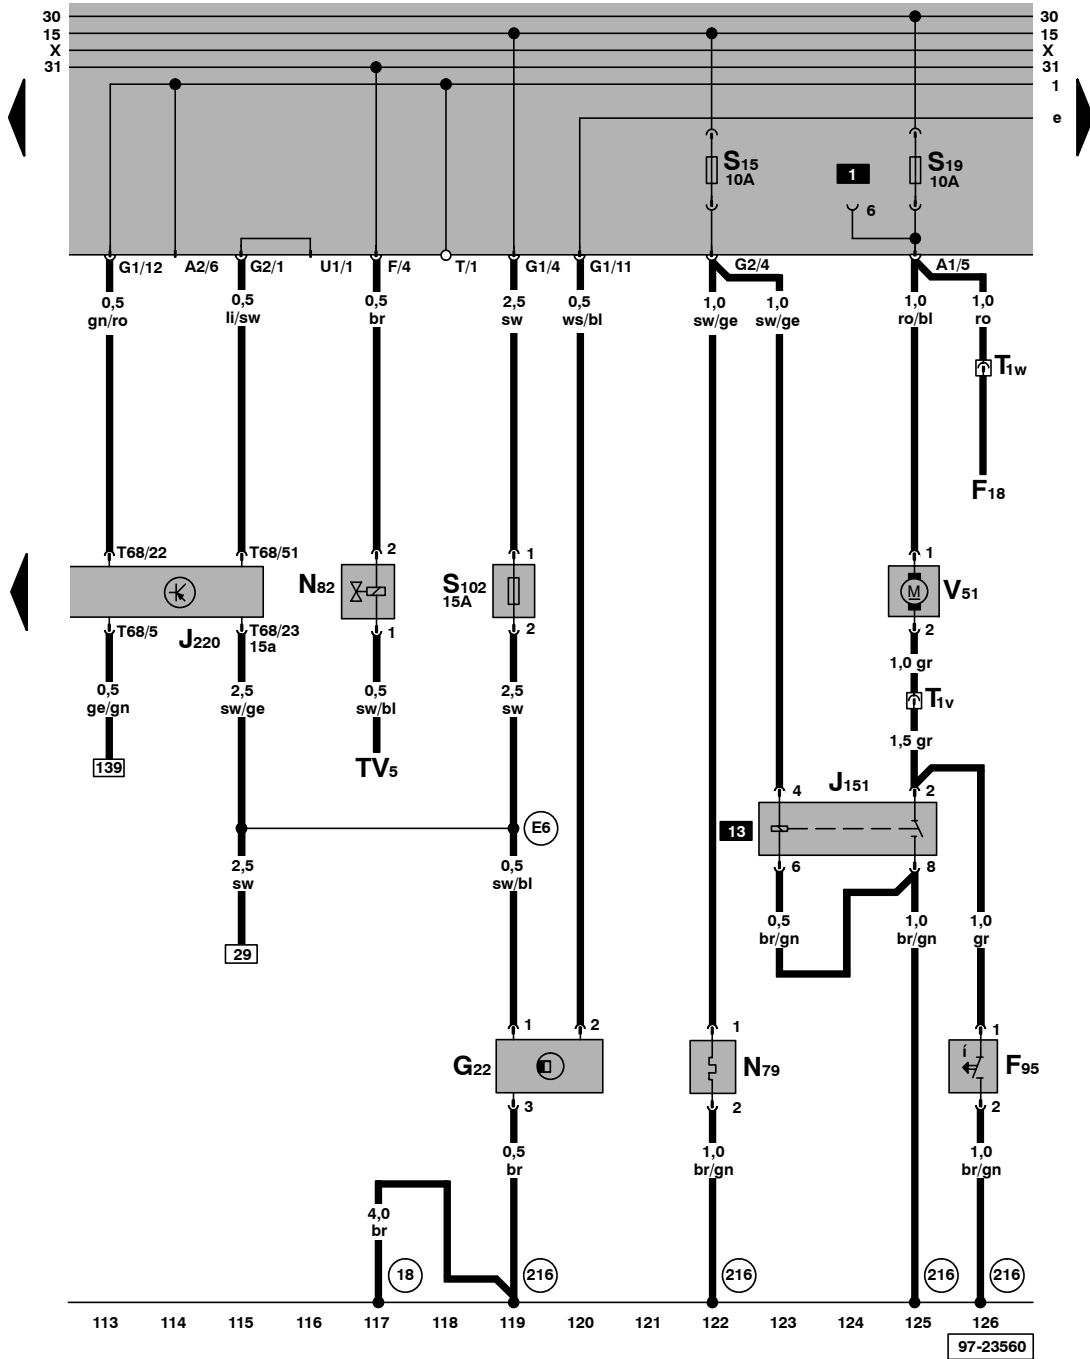 30 30
15 15
X X
31 31
1
e
S15
10A
1
S19
10A
6
G1/12 A2/6 G2/1 U1/1 F/4 T/1 G1/4 G1/11 G2/4 A1/5
0,5 0,5 0,5 2,5 0,5 1,0 1,0 1,0 1,0
gn/ro li/sw br sw ws/bl sw/ge sw/ge ro/bl ro
T1w
F18
T68/22 T68/51 2 1 1
N82
S102
15A
V51
M
T68/5 T68/23 1 2 2
15a
J220
1,0 gr
0,5 2,5 0,5 2,5
ge/gn sw/ge sw/bl sw
T1v
1,5 gr
139
TV5
J151
4 2
E6
13
2,5 0,5 6 8
sw sw/bl
0,5 1,0 1,0
br/gn br/gn gr
29
1 2 1 1
G22
N79
í
F95
3 2 2
0,5 1,0 1,0
br br/gn br/gn
4,0
br
18 216 216 216 216
113 114 115 116 117 118 119 120 121 122 123 124 125 126
97-23560